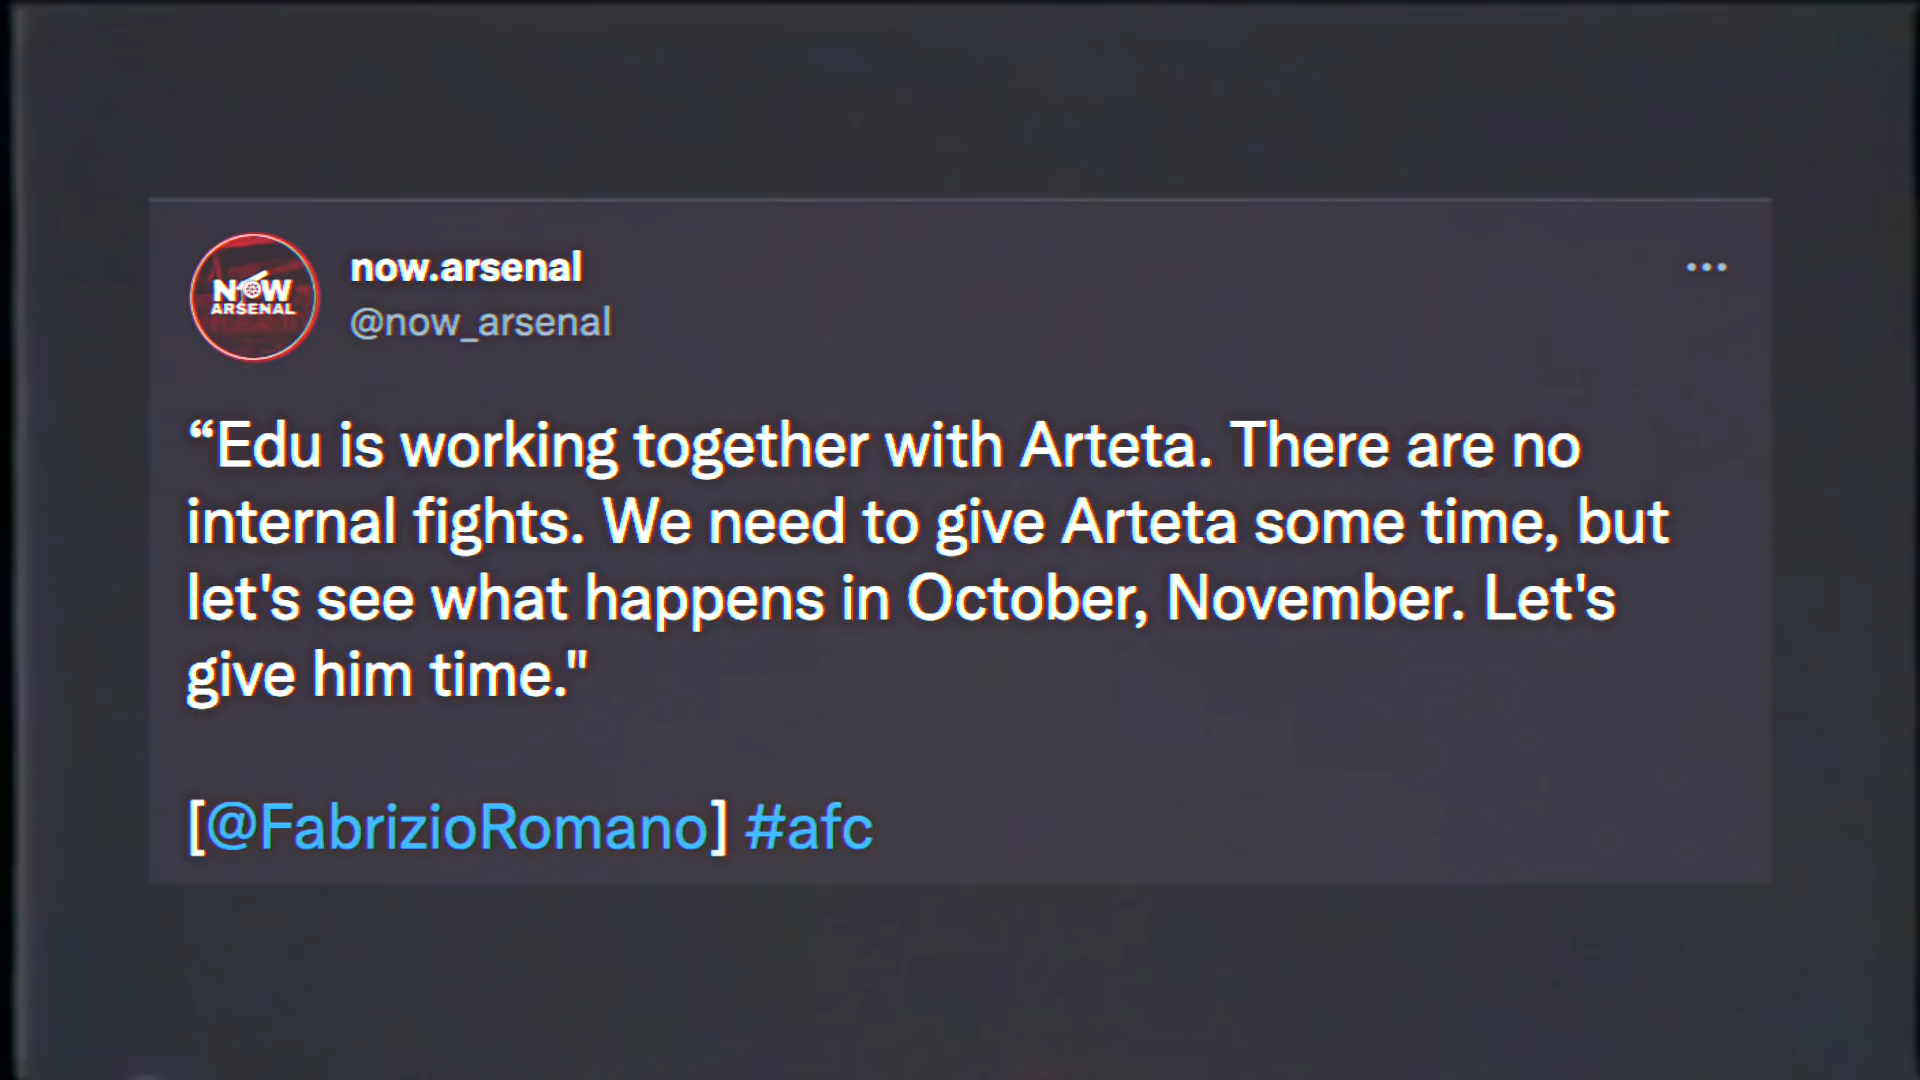 NOW
ARSENAL
now.arsenal
@now_arsenal
“Edu is working together with Arteta. There are no
internal fights. We need to give Arteta some time, but
let's see what happens in October, November. Let's
give him time."
[@FabrizioRomano] #afc